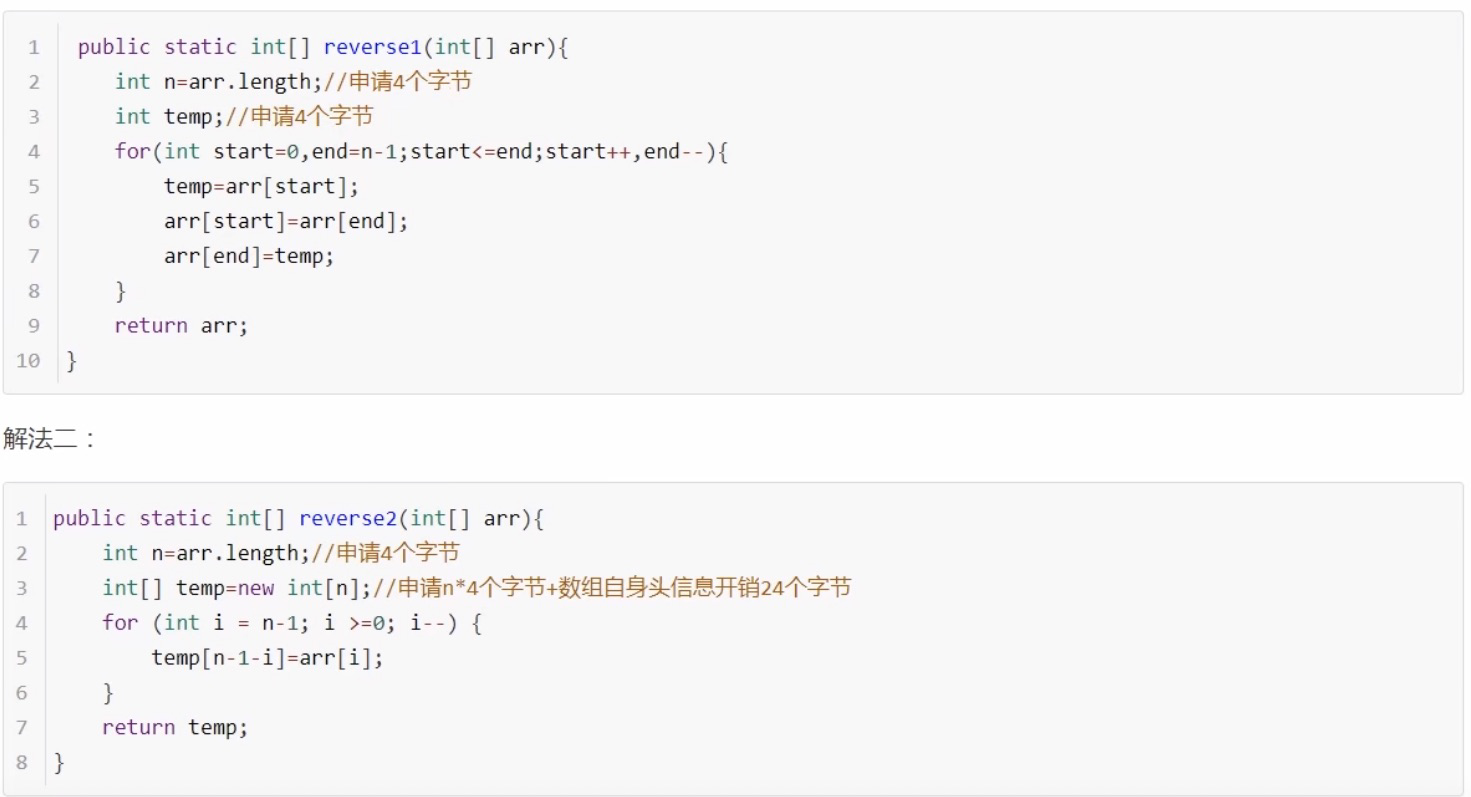 1 public static int[] reverse1(int[] arr){
2 int n=arr.length;//申请4个字节
3 int temp;//申请4个字节
4 for(int start=0,end=n-1;start<=end;start++,end--){
5 temp=arr[start];
6 arr[start]=arr[end];
7 arr[end]=temp;
8 }
9 return arr;
10 }
解法二：
1 public static int[] reverse2(int[] arr){
2 int n=arr.length;//申请4个字节
3 int[] temp=new int[n];//申请n*4个字节+数组自身头信息开销24个字节
4 for (int i = n-1; i >=0; i--) {
5 temp[n-1-i]=arr[i];
6 }
7 return temp;
8 }